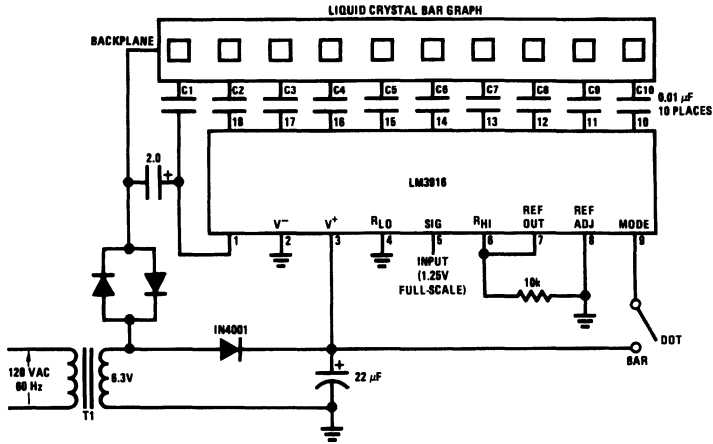 LIQUID CRYSTAL BAR GRAPH
BACKPLANE
C1 C2 C3 C4 C5 C6 C7 C8 C9 C10
0.01 µF
10 PLACES
18 17 16 15 14 13 12 11 10
2.0
+
LM3916
V− V+ RLO SIG RHI REF OUT REF ADJ MODE
1 2 3 4 5 6 7 8 9
INPUT
(1.25V
FULL-SCALE)
10k
DOT
BAR
IN4001
120 VAC
60 Hz
T1
6.3V
+
22 µF